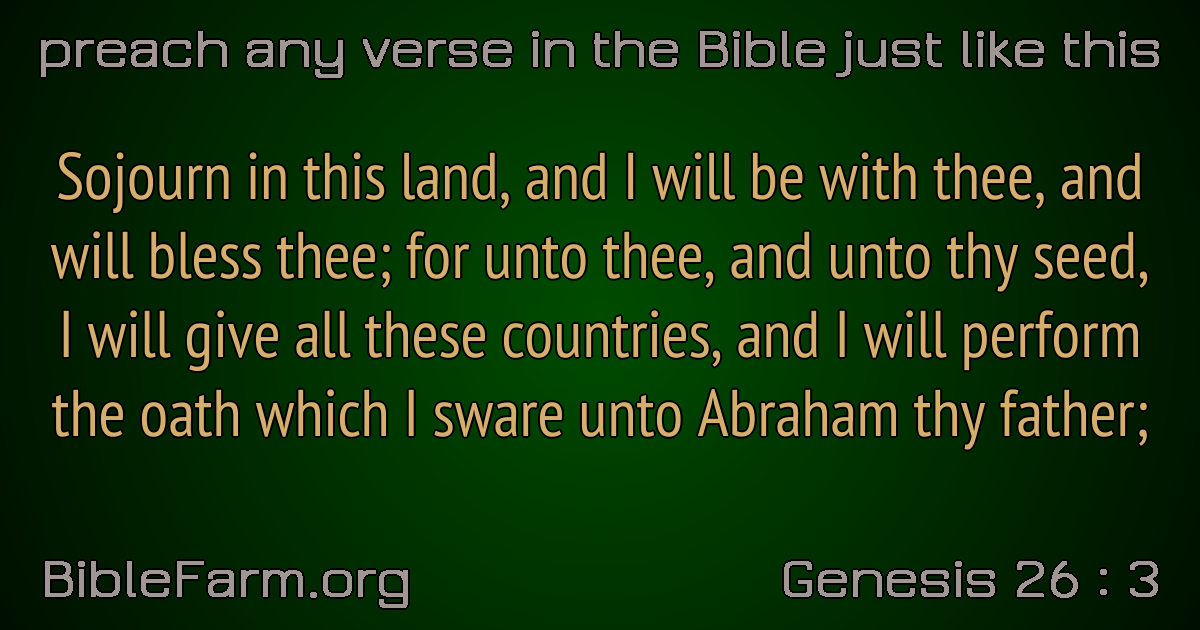 preach any verse in the Bible just like this
Sojourn in this land, and I will be with thee, and
will bless thee; for unto thee, and unto thy seed,
I will give all these countries, and I will perform
the oath which I sware unto Abraham thy father;
BibleFarm.org
Genesis 26 : 3